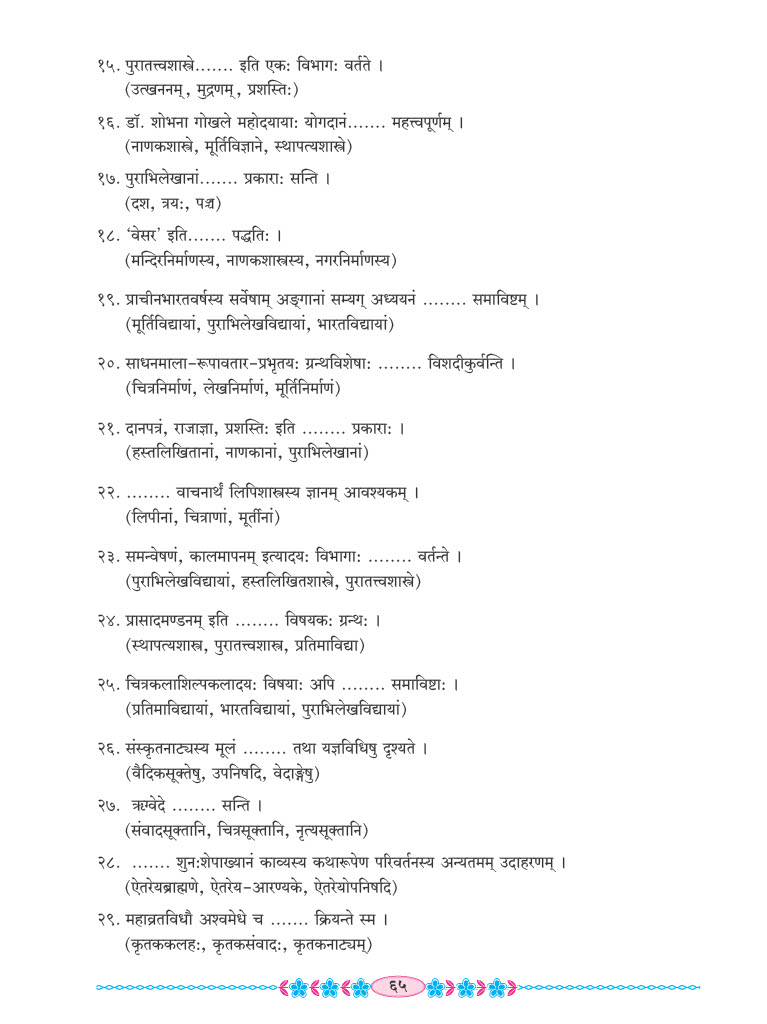 १५. पुरातत्त्वशास्त्रे....... इति एकः विभागः वर्तते ।
(उत्खननम्, मुद्रणम्, प्रशस्तिः)
१६. डॉ. शोभना गोखले महोदयायाः योगदानं....... महत्त्वपूर्णम् ।
(नाणकशास्त्रे, मूर्तिविज्ञाने, स्थापत्यशास्त्रे)
१७. पुराभिलेखानां....... प्रकाराः सन्ति ।
(दश, त्रयः, पञ्च)
१८. ‘वेसर’ इति....... पद्धतिः ।
(मन्दिरनिर्माणस्य, नाणकशास्त्रस्य, नगरनिर्माणस्य)
१९. प्राचीनभारतवर्षस्य सर्वेषाम् अङ्गानां सम्यग् अध्ययनं ........ समाविष्टम् ।
(मूर्तिविद्यायां, पुराभिलेखविद्यायां, भारतविद्यायां)
२०. साधनमाला-रूपावतार-प्रभृतयः ग्रन्थविशेषाः ........ विशदीकुर्वन्ति ।
(चित्रनिर्माणं, लेखनिर्माणं, मूर्तिनिर्माणं)
२१. दानपत्रं, राजाज्ञा, प्रशस्तिः इति ........ प्रकाराः ।
(हस्तलिखितानां, नाणकानां, पुराभिलेखानां)
२२. ........ वाचनार्थं लिपिशास्त्रस्य ज्ञानम् आवश्यकम् ।
(लिपीनां, चित्राणां, मूर्तीनां)
२३. समन्वेषणं, कालमापनम् इत्यादयः विभागाः ........ वर्तन्ते ।
(पुराभिलेखविद्यायां, हस्तलिखितशास्त्रे, पुरातत्त्वशास्त्रे)
२४. प्रासादमण्डनम् इति ........ विषयकः ग्रन्थः ।
(स्थापत्यशास्त्र, पुरातत्त्वशास्त्र, प्रतिमाविद्या)
२५. चित्रकलाशिल्पकलादयः विषयाः अपि ........ समाविष्टाः ।
(प्रतिमाविद्यायां, भारतविद्यायां, पुराभिलेखविद्यायां)
२६. संस्कृतनाट्यस्य मूलं ........ तथा यज्ञविधिषु दृश्यते ।
(वैदिकसूक्तेषु, उपनिषदि, वेदाङ्गेषु)
२७. ऋग्वेदे ........ सन्ति ।
(संवादसूक्तानि, चित्रसूक्तानि, नृत्यसूक्तानि)
२८. ....... शुनःशेपाख्यानं काव्यस्य कथारूपेण परिवर्तनस्य अन्यतमम् उदाहरणम् ।
(ऐतरेयब्राह्मणे, ऐतरेय-आरण्यके, ऐतरेयोपनिषदि)
२९. महाव्रतविधौ अश्वमेधे च ....... क्रियन्ते स्म ।
(कृतककलहः, कृतकसंवादः, कृतकनाट्यम्)
६५